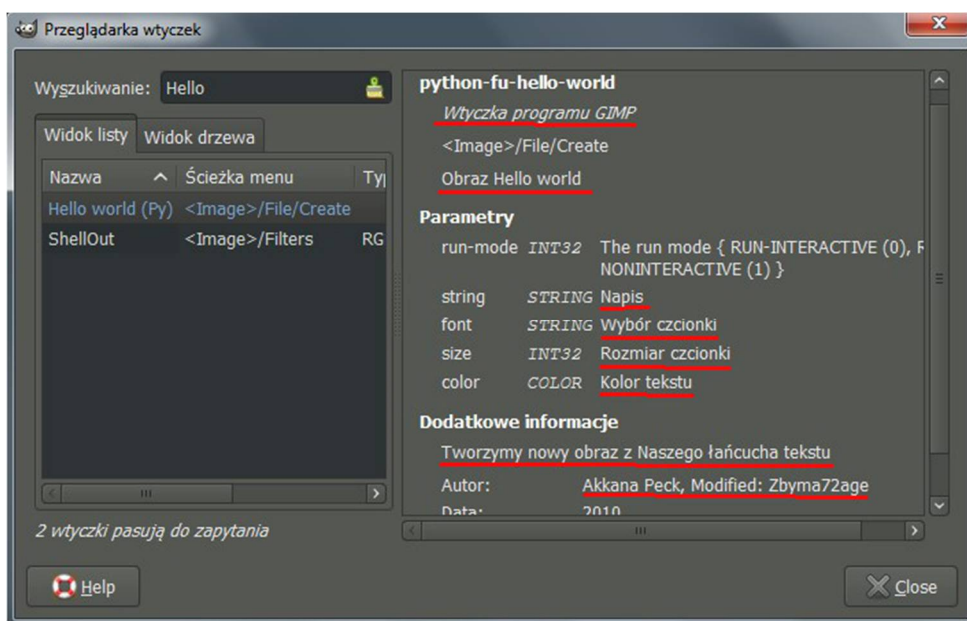 Przeglądarka wtyczek
Wyszukiwanie: Hello
Widok listy Widok drzewa
Nazwa Ścieżka menu Ty
Hello world (Py) <Image>/File/Create
ShellOut <Image>/Filters RG
2 wtyczki pasują do zapytania
python-fu-hello-world
Wtyczka programu GIMP
<Image>/File/Create
Obraz Hello world
Parametry
run-mode INT32 The run mode { RUN-INTERACTIVE (0), R
NONINTERACTIVE (1) }
string STRING Napis
font STRING Wybór czcionki
size INT32 Rozmiar czcionki
color COLOR Kolor tekstu
Dodatkowe informacje
Tworzymy nowy obraz z Naszego łańcucha tekstu
Autor: Akkana Peck, Modified: Zbyma72age
Data: 2010
Help Close